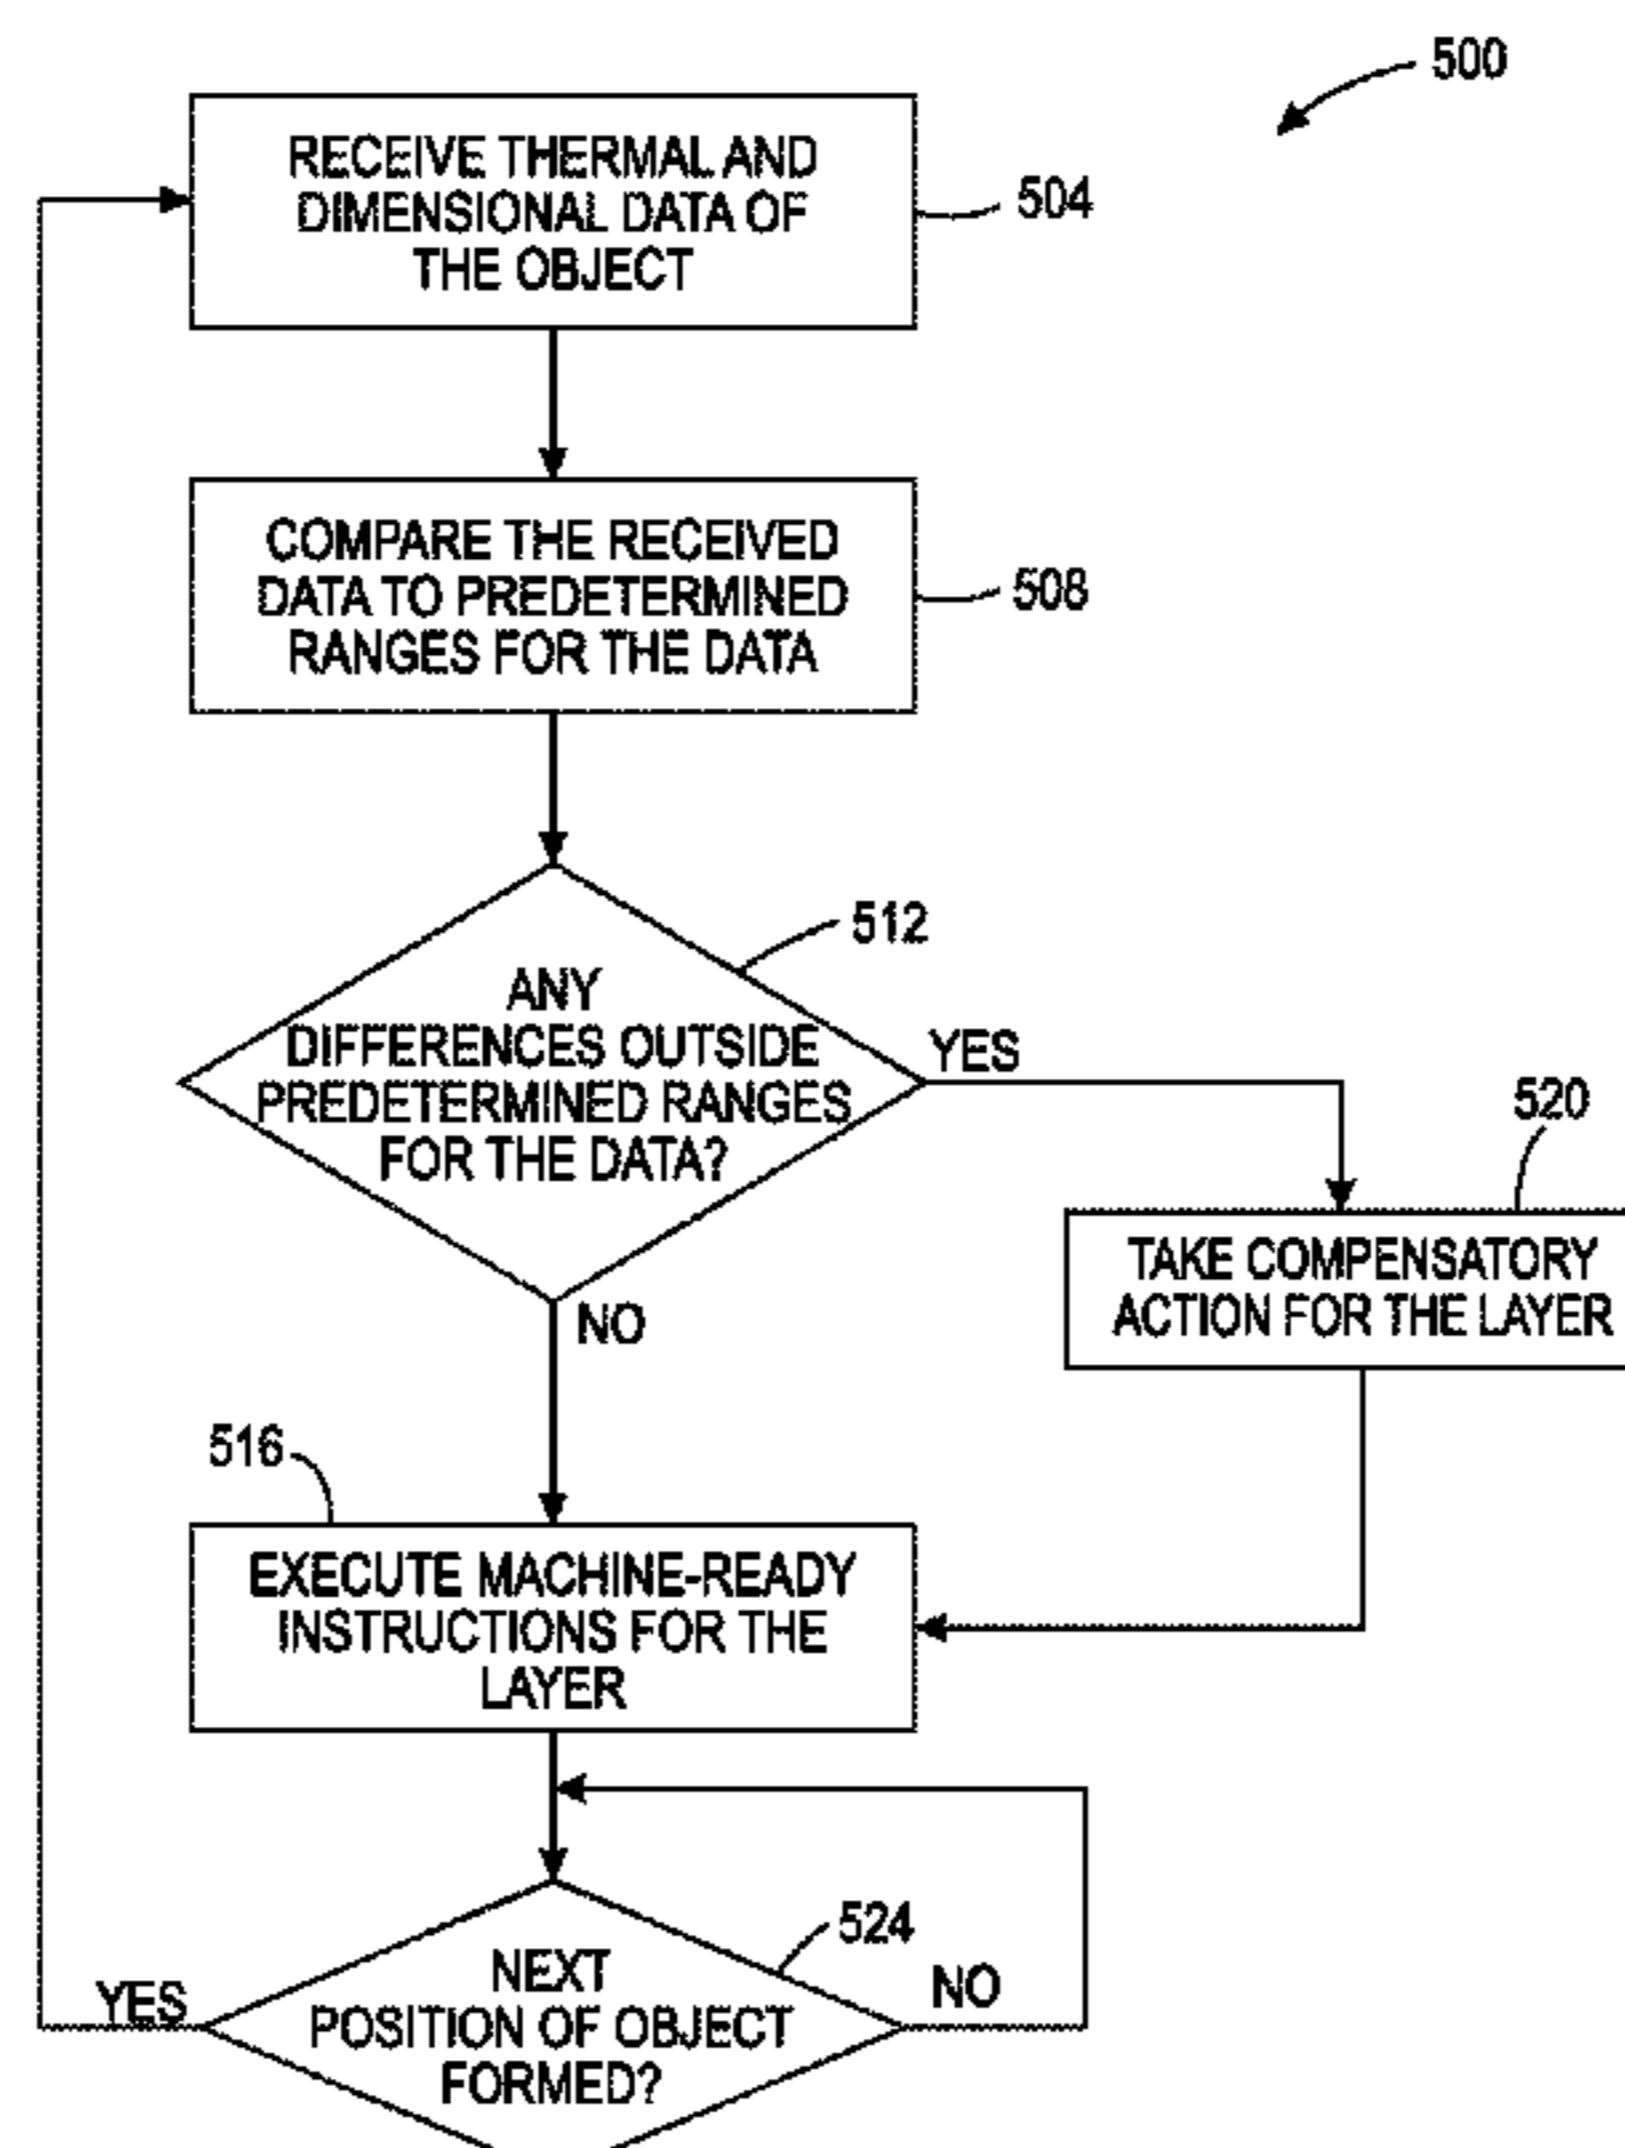 500
RECEIVE THERMAL AND
DIMENSIONAL DATA OF
THE OBJECT
504
COMPARE THE RECEIVED
DATA TO PREDETERMINED
RANGES FOR THE DATA
508
512
ANY
DIFFERENCES OUTSIDE
PREDETERMINED RANGES
FOR THE DATA?
YES
520
TAKE COMPENSATORY
ACTION FOR THE LAYER
NO
516
EXECUTE MACHINE-READY
INSTRUCTIONS FOR THE
LAYER
524
NEXT
POSITION OF OBJECT
FORMED?
YES
NO